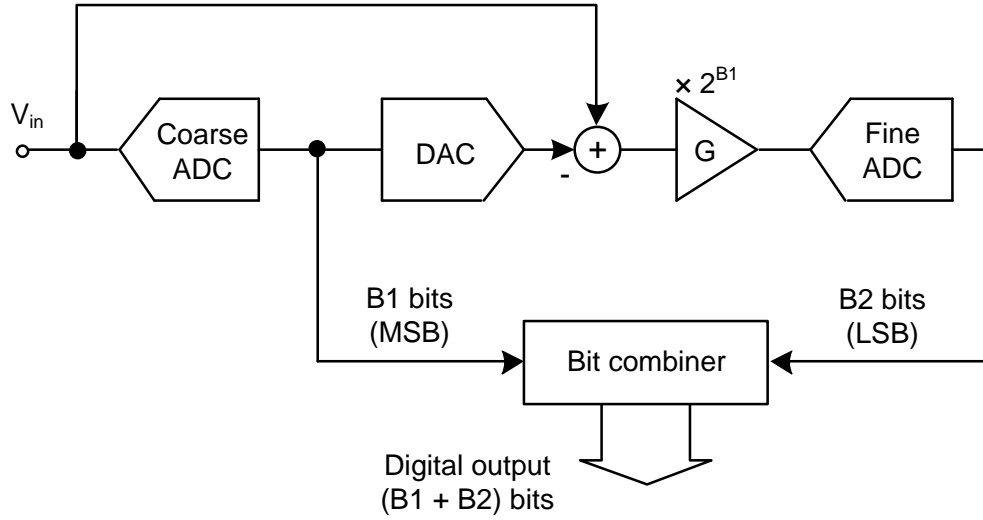 × 2^B1
V_in
Coarse
ADC
DAC
+
-
G
Fine
ADC
B1 bits
(MSB)
B2 bits
(LSB)
Bit combiner
Digital output
(B1 + B2) bits